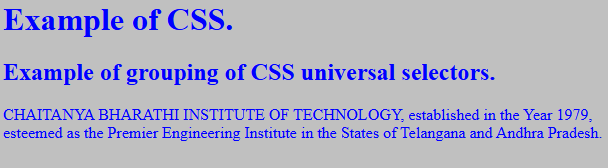 Example of CSS.
Example of grouping of CSS universal selectors.
CHAITANYA BHARATHI INSTITUTE OF TECHNOLOGY, established in the Year 1979,
esteemed as the Premier Engineering Institute in the States of Telangana and Andhra Pradesh.